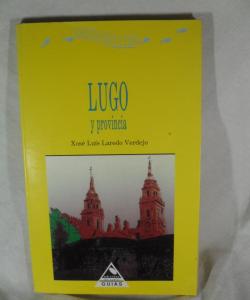 LUGO
y provincia
Xosé Luis Laredo Verdejo
GUIAS